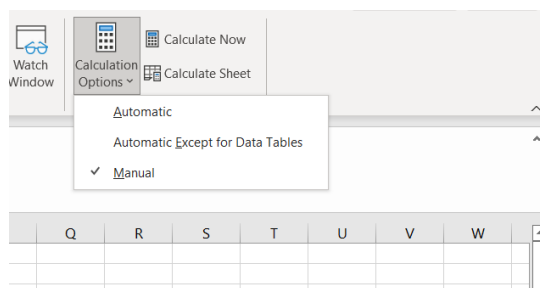 Watch
Window
Calculation
Options
Calculate Now
Calculate Sheet
Automatic
Automatic Except for Data Tables
Manual
Q R S T U V W